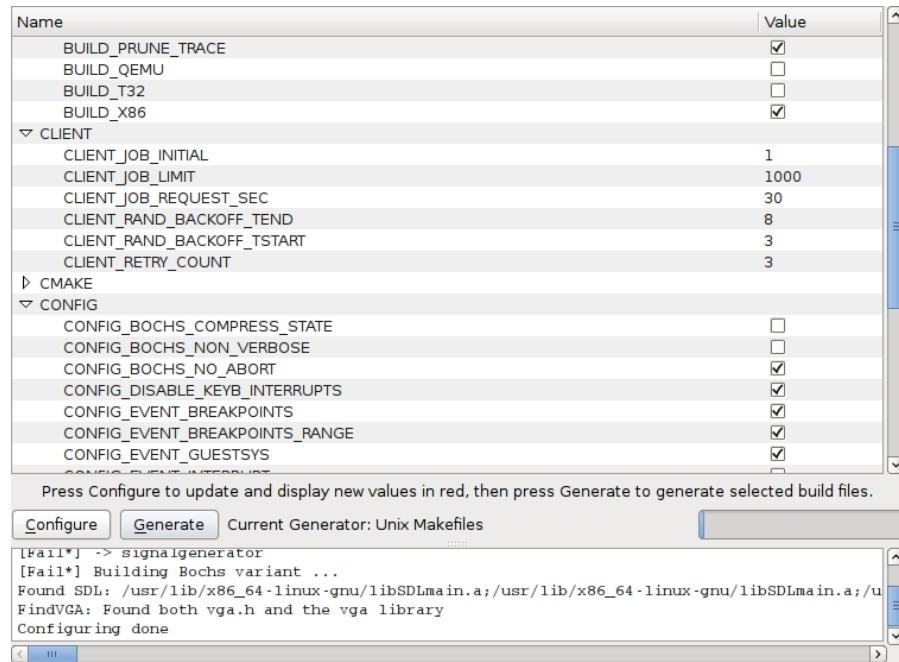 Name Value
BUILD_PRUNE_TRACE
BUILD_QEMU
BUILD_T32
BUILD_X86
CLIENT
CLIENT_JOB_INITIAL 1
CLIENT_JOB_LIMIT 1000
CLIENT_JOB_REQUEST_SEC 30
CLIENT_RAND_BACKOFF_TEND 8
CLIENT_RAND_BACKOFF_TSTART 3
CLIENT_RETRY_COUNT 3
CMAKE
CONFIG
CONFIG_BOCHS_COMPRESS_STATE
CONFIG_BOCHS_NON_VERBOSE
CONFIG_BOCHS_NO_ABORT
CONFIG_DISABLE_KEYB_INTERRUPTS
CONFIG_EVENT_BREAKPOINTS
CONFIG_EVENT_BREAKPOINTS_RANGE
CONFIG_EVENT_GUESTSYS
CONFIG_EVENT_INTERRUPT
Press Configure to update and display new values in red, then press Generate to generate selected build files.
Configure Generate Current Generator: Unix Makefiles
[Fail*] -> signalgenerator
[Fail*] Building Bochs variant ...
Found SDL: /usr/lib/x86_64-linux-gnu/libSDLmain.a;/usr/lib/x86_64-linux-gnu/libSDLmain.a;/u
FindVGA: Found both vga.h and the vga library
Configuring done